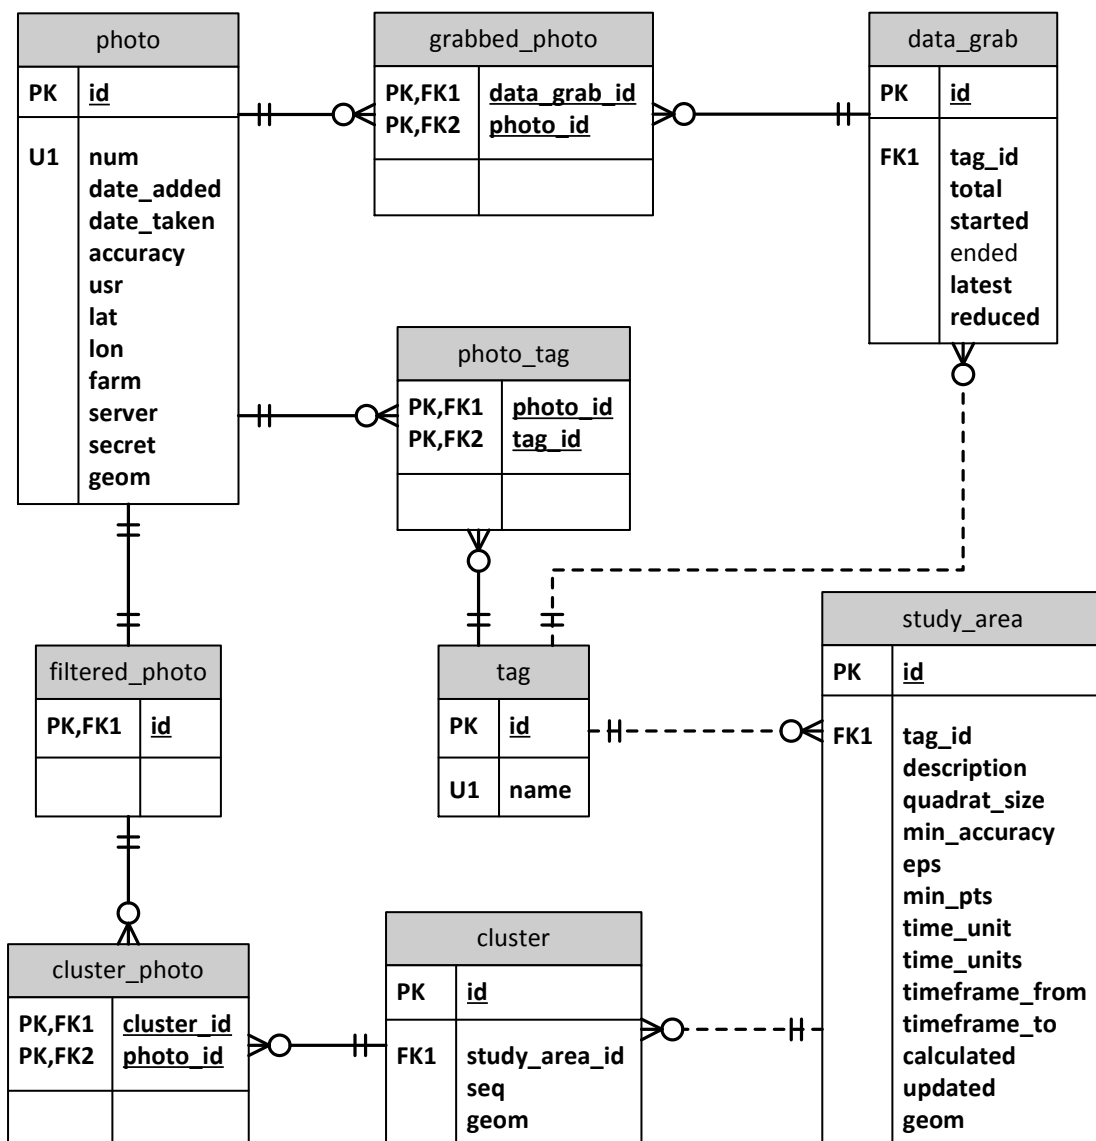 photo
PK id
U1 num
date_added
date_taken
accuracy
usr
lat
lon
farm
server
secret
geom
grabbed_photo
PK,FK1 data_grab_id
PK,FK2 photo_id
data_grab
PK id
FK1 tag_id
total
started
ended
latest
reduced
photo_tag
PK,FK1 photo_id
PK,FK2 tag_id
filtered_photo
PK,FK1 id
tag
PK id
U1 name
study_area
PK id
FK1 tag_id
description
quadrat_size
min_accuracy
eps
min_pts
time_unit
time_units
timeframe_from
timeframe_to
calculated
updated
geom
cluster_photo
PK,FK1 cluster_id
PK,FK2 photo_id
cluster
PK id
FK1 study_area_id
seq
geom